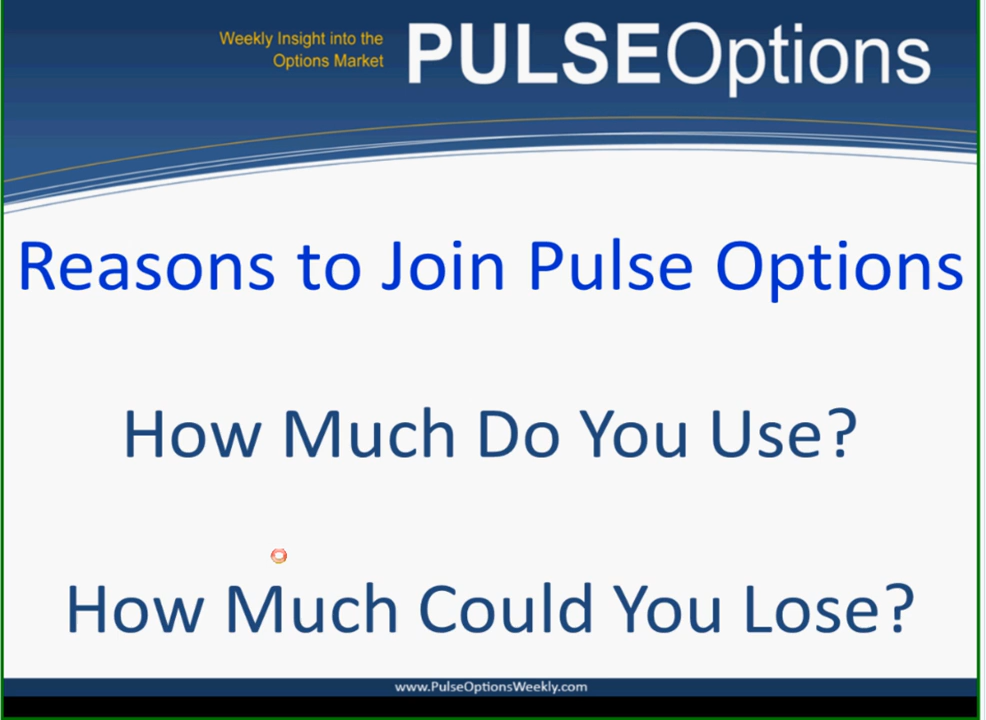 Weekly Insight into the
Options Market
PULSEOptions
Reasons to Join Pulse Options
How Much Do You Use?
How Much Could You Lose?
www.PulseOptionsWeekly.com